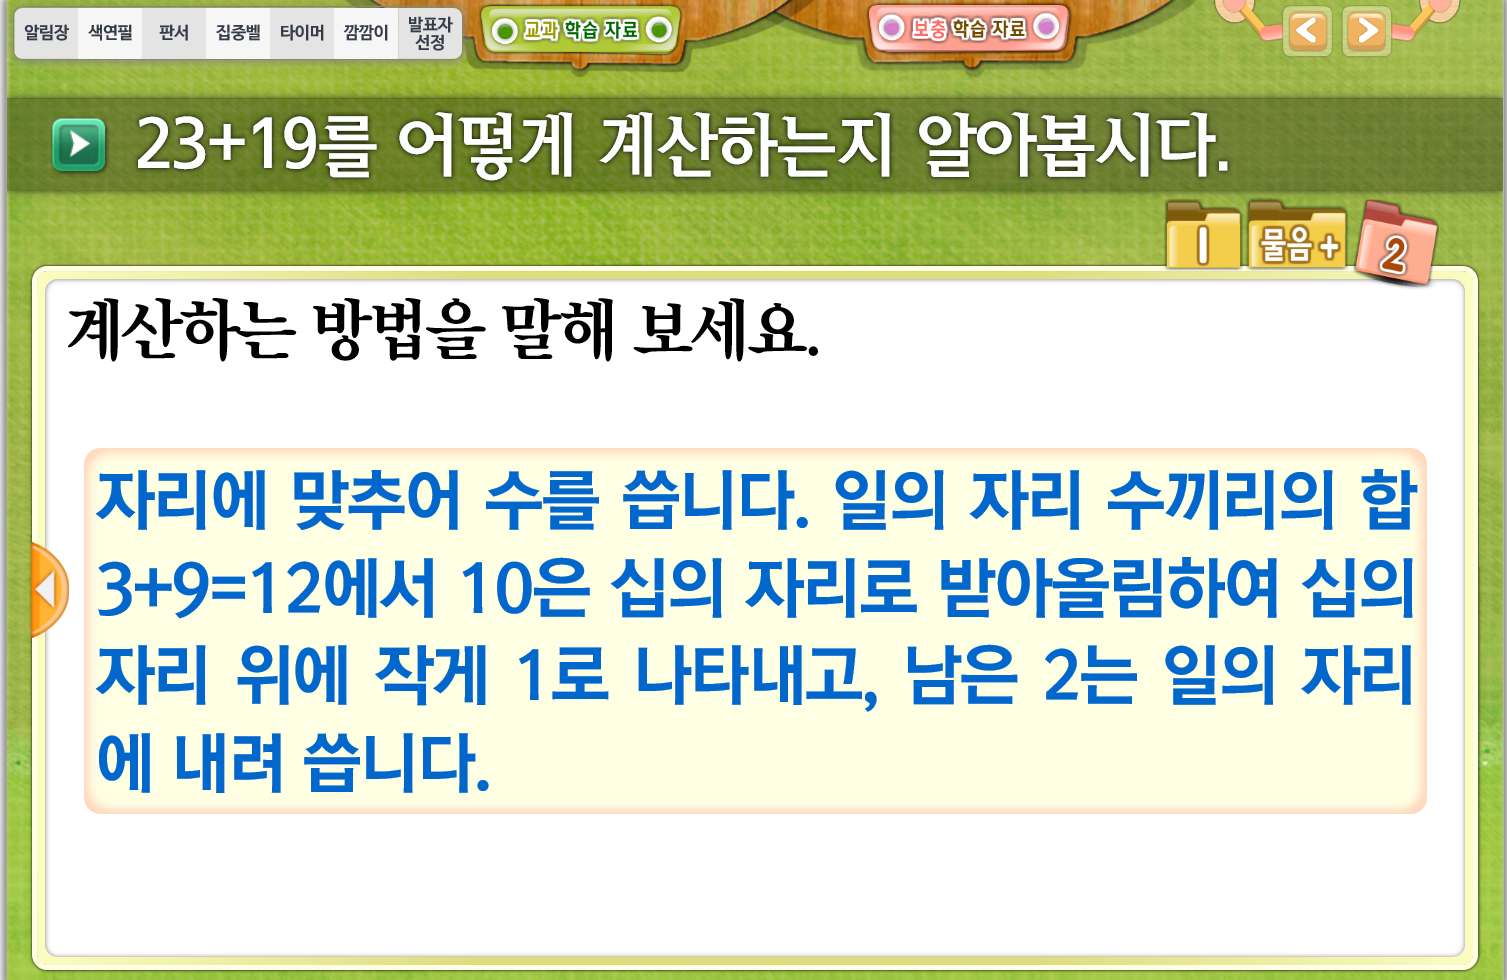 알림장 색연필 판서 집중벨 타이머 깜깜이 발표자 선정
교과 학습 자료
보충 학습 자료
23+19를 어떻게 계산하는지 알아봅시다.
1 물음+ 2
계산하는 방법을 말해 보세요.
자리에 맞추어 수를 씁니다. 일의 자리 수끼리의 합
3+9=12에서 10은 십의 자리로 받아올림하여 십의
자리 위에 작게 1로 나타내고, 남은 2는 일의 자리
에 내려 씁니다.